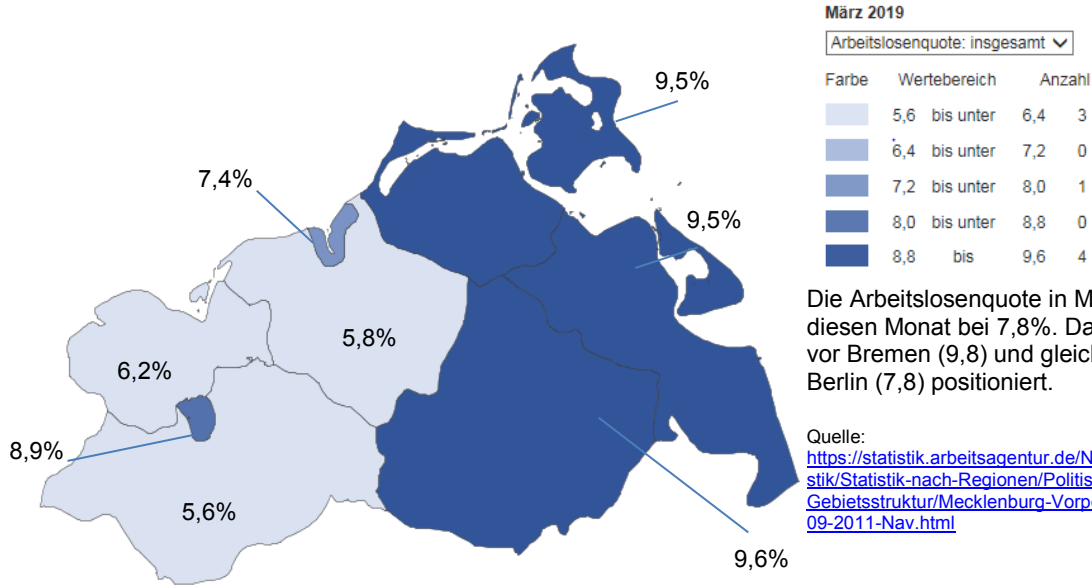 März 2019
Arbeitslosenquote: insgesamt
Farbe Wertebereich Anzahl
5,6 bis unter 6,4 3
6,4 bis unter 7,2 0
7,2 bis unter 8,0 1
8,0 bis unter 8,8 0
8,8 bis 9,6 4
9,5%
7,4%
9,5%
5,8%
6,2%
8,9%
5,6%
9,6%
Die Arbeitslosenquote in M
diesen Monat bei 7,8%. Da
vor Bremen (9,8) und gleich
Berlin (7,8) positioniert.
Quelle:
https://statistik.arbeitsagentur.de/N
stik/Statistik-nach-Regionen/Politis
Gebietsstruktur/Mecklenburg-Vorp
09-2011-Nav.html